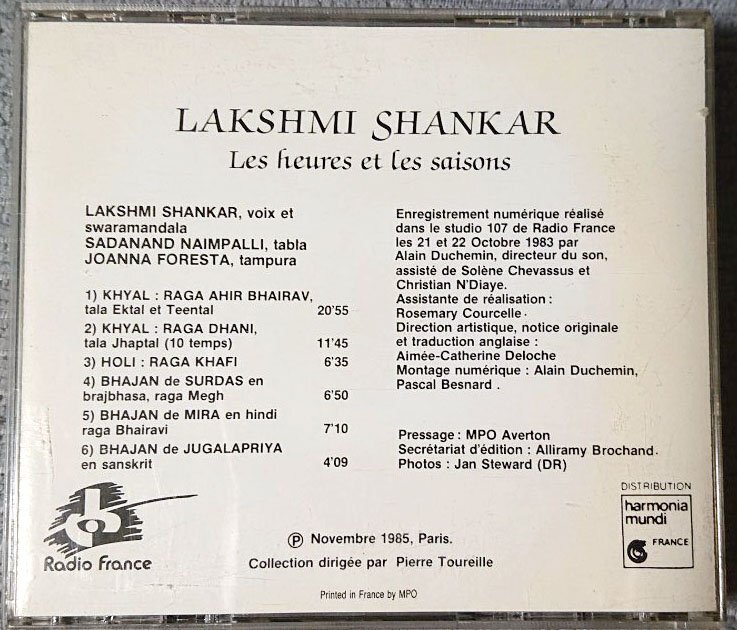 LAKSHMI SHANKAR
Les heures et les saisons
LAKSHMI SHANKAR, voix et
swaramandala
SADANAND NAIMPALLI, tabla
JOANNA FORESTA, tampura
1) KHYAL : RAGA AHIR BHAIRAV,
tala Ektal et Teental 20'55
2) KHYAL : RAGA DHANI,
tala Jhaptal (10 temps) 11'45
3) HOLI : RAGA KHAFI 6'35
4) BHAJAN de SURDAS en
brajbhasa, raga Megh 6'50
5) BHAJAN de MIRA en hindi
raga Bhairavi 7'10
6) BHAJAN de JUGALAPRIYA
en sanskrit 4'09
Enregistrement numérique réalisé
dans le studio 107 de Radio France
les 21 et 22 Octobre 1983 par
Alain Duchemin, directeur du son,
assisté de Solène Chevassus et
Christian N'Diaye.
Assistante de réalisation :
Rosemary Courcelle.
Direction artistique, notice originale
et traduction anglaise :
Aimée-Catherine Deloche
Montage numérique : Alain Duchemin,
Pascal Besnard .
Pressage : MPO Averton
Secrétariat d'édition : Alliramy Brochand.
Photos : Jan Steward (DR)
Radio France
Ⓟ Novembre 1985, Paris.
Collection dirigée par Pierre Toureille
Printed in France by MPO
DISTRIBUTION
harmonia
mundi
FRANCE